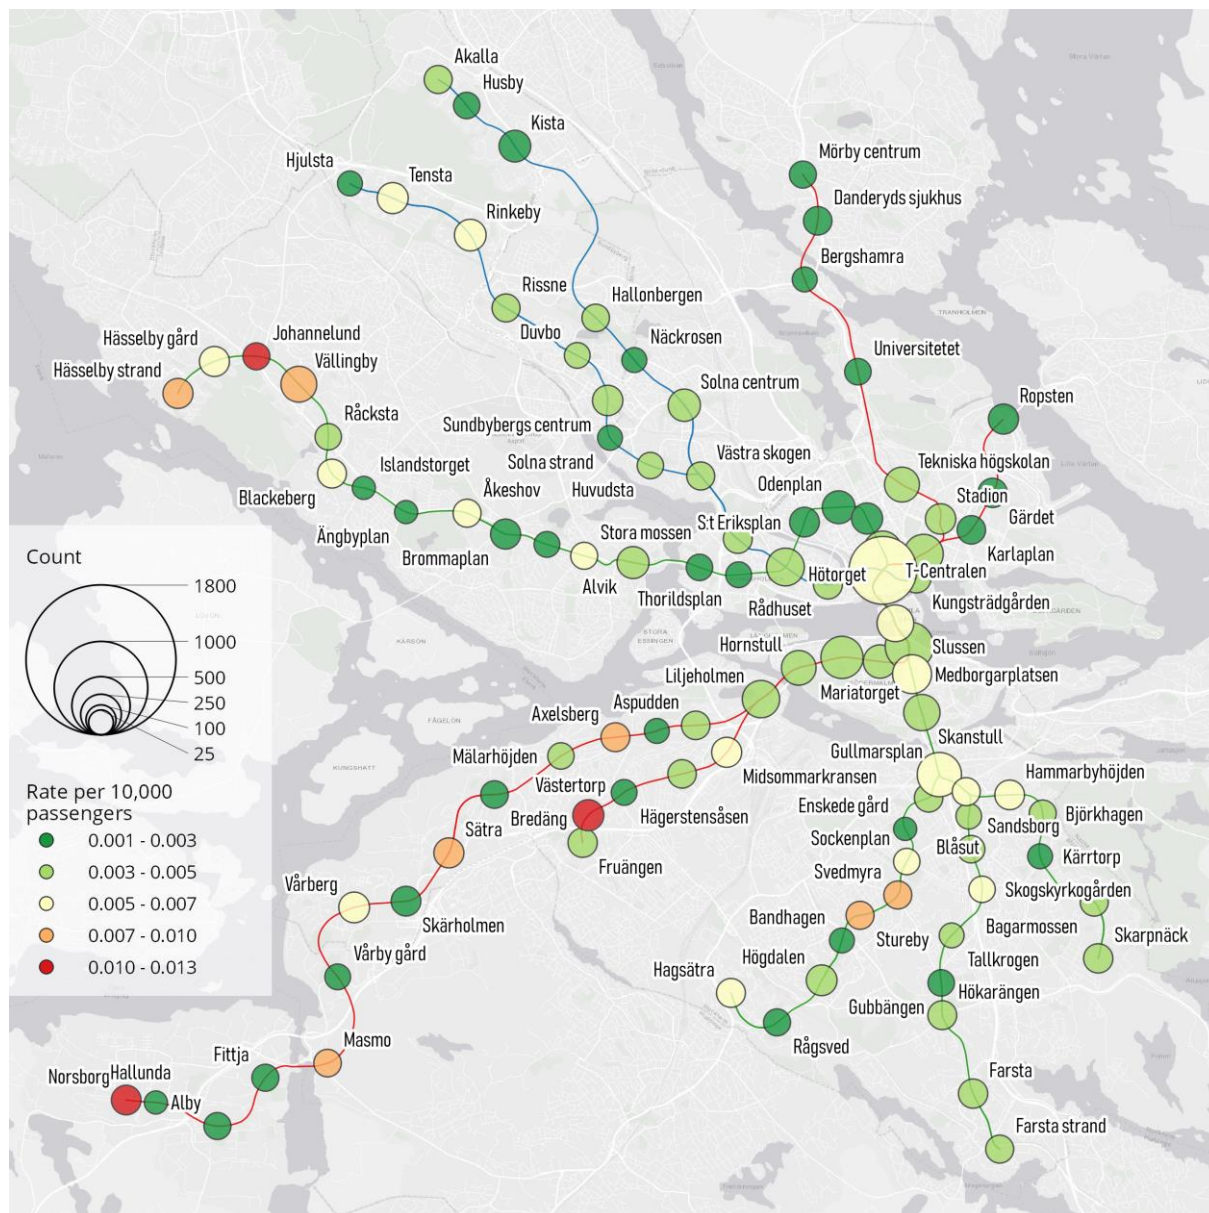 Akalla
Husby
Kista
Hjulsta
Tensta
Rinkeby
Mörby centrum
Danderyds sjukhus
Bergshamra
Rissne
Hallonbergen
TRANHOLMEN
Duvbo
Näckrosen
Universitetet
Hässelby gård
Johannelund
Hässelby strand
Vällingby
Solna centrum
Ropsten
Råcksta
Sundbybergs centrum
Västra skogen
Tekniska högskolan
Islandstorget
Solna strand
Odenplan
Blackeberg
Åkeshov
Huvudsta
Stadion
Gärdet
Ängbyplan
Stora mossen
S:t Eriksplan
Karlaplan
Brommaplan
Alvik
Hötorget
T-Centralen
Thorildsplan
Rådhuset
Kungsträdgården
STORA
ESSINGEN
KÄRSÖN
Hornstull
Slussen
Liljeholmen
Medborgarplatsen
Mariatorget
Axelsberg
Aspudden
FÅGELÖN
Skanstull
Mälarhöjden
Gullmarsplan
KUNGSHATT
Västertorp
Midsommarkransen
Hammarbyhöjden
Bredäng
Hägerstensåsen
Enskede gård
Sandsborg
Björkhagen
Sätra
Sockenplan
Blåsut
Kärrtorp
Fruängen
Svedmyra
Skogskyrkogården
Vårberg
Bandhagen
Bagarmossen
Skärholmen
Stureby
Skarpnäck
Vårby gård
Högdalen
Tallkrogen
Hagsätra
Hökarängen
Gubbängen
Masmo
Rågsved
Fittja
Norsborg
Hallunda
Alby
Farsta
Farsta strand
Count
1800
1000
500
250
100
25
Rate per 10,000
passengers
0.001 - 0.003
0.003 - 0.005
0.005 - 0.007
0.007 - 0.010
0.010 - 0.013